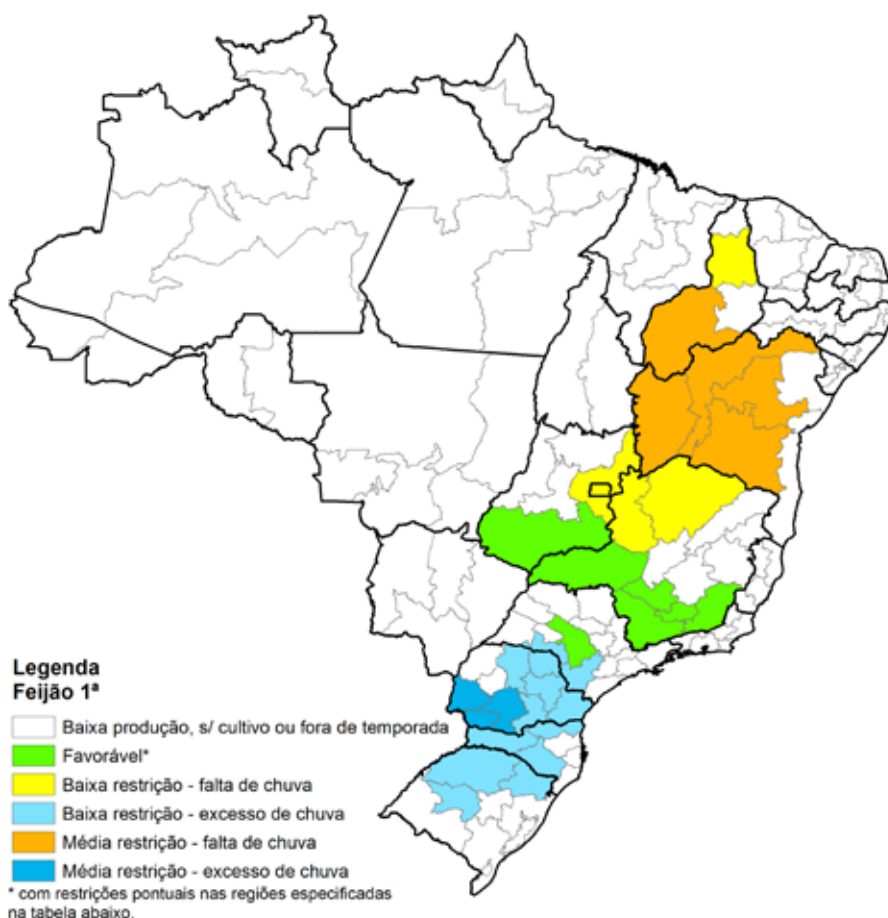 Legenda
Feijão 1ª
Baixa produção, s/ cultivo ou fora de temporada
Favorável*
Baixa restrição - falta de chuva
Baixa restrição - excesso de chuva
Média restrição - falta de chuva
Média restrição - excesso de chuva
* com restrições pontuais nas regiões especificadas
na tabela abaixo.